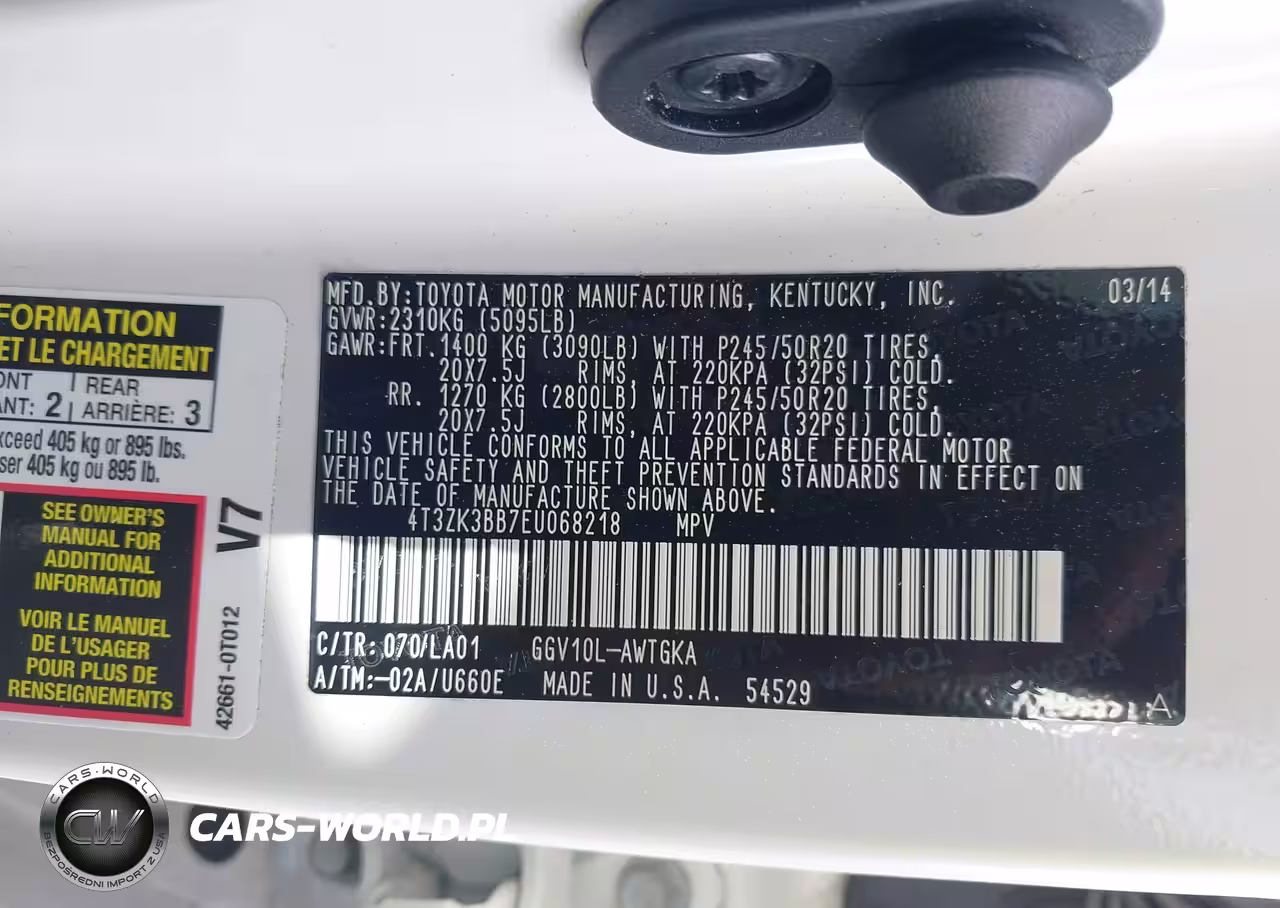 FORMATION
ET LE CHARGEMENT
ONT | REAR
ANT: 2 | ARRIÈRE: 3
xceed 405 kg or 895 lbs.
ser 405 kg ou 895 lb.
SEE OWNER'S
MANUAL FOR
ADDITIONAL
INFORMATION
VOIR LE MANUEL
DE L'USAGER
POUR PLUS DE
RENSEIGNEMENTS
V7
42661-0T012
MFD.BY:TOYOTA MOTOR MANUFACTURING, KENTUCKY, INC. 03/14
GVWR:2310KG (5095LB)
GAWR:FRT.1400 KG (3090LB) WITH P245/50R20 TIRES,
20X7.5J RIMS, AT 220KPA (32PSI) COLD.
RR. 1270 KG (2800LB) WITH P245/50R20 TIRES,
20X7.5J RIMS, AT 220KPA (32PSI) COLD.
THIS VEHICLE CONFORMS TO ALL APPLICABLE FEDERAL MOTOR
VEHICLE SAFETY AND THEFT PREVENTION STANDARDS IN EFFECT ON
THE DATE OF MANUFACTURE SHOWN ABOVE.
4T3ZK3BB7EU068218 MPV
C/TR:070/LA01 GGV10L-AWTGKA
A/TM:-02A/U660E MADE IN U.S.A. 54529
A
CARS-WORLD
CW
BEZPOŚREDNI IMPORT Z USA
CARS-WORLD.PL